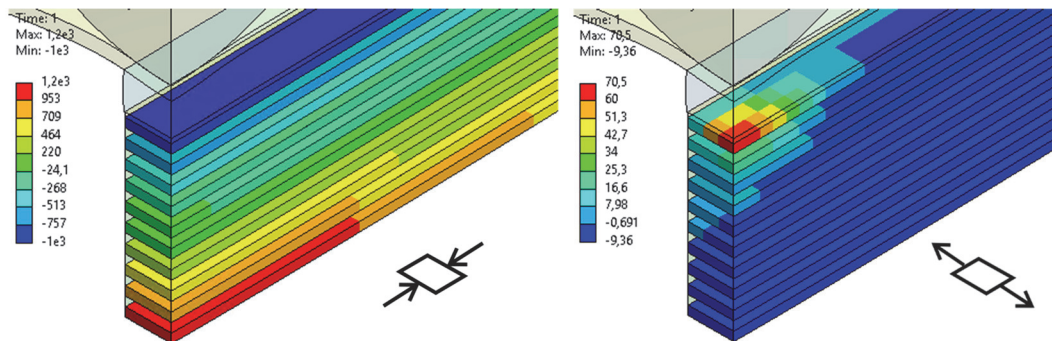 Time: 1
Max: 1,2e3
Min: -1e3
1,2e3
953
709
464
220
-24,1
-268
-513
-757
-1e3
Time: 1
Max: 70,5
Min: -9,36
70,5
60
51,3
42,7
34
25,3
16,6
7,98
-0,691
-9,36